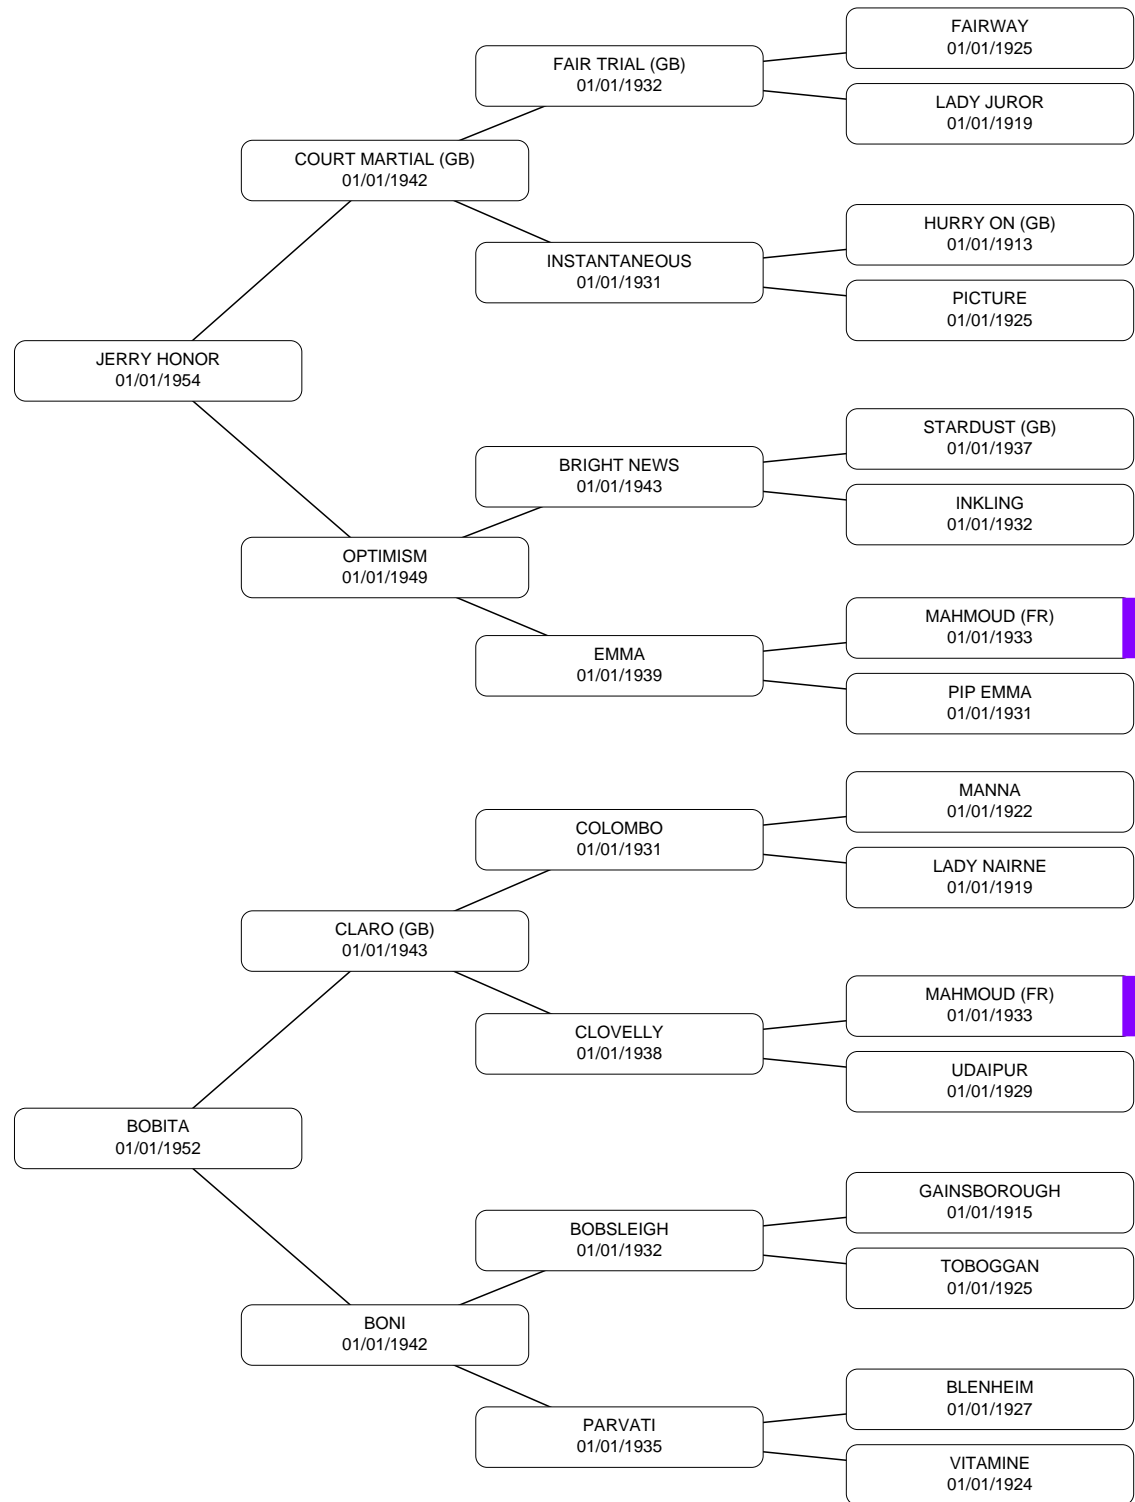 FAIRWAY
01/01/1925
FAIR TRIAL (GB)
01/01/1932
LADY JUROR
01/01/1919
COURT MARTIAL (GB)
01/01/1942
HURRY ON (GB)
01/01/1913
INSTANTANEOUS
01/01/1931
PICTURE
01/01/1925
JERRY HONOR
01/01/1954
STARDUST (GB)
01/01/1937
BRIGHT NEWS
01/01/1943
INKLING
01/01/1932
OPTIMISM
01/01/1949
MAHMOUD (FR)
01/01/1933
EMMA
01/01/1939
PIP EMMA
01/01/1931
MANNA
01/01/1922
COLOMBO
01/01/1931
LADY NAIRNE
01/01/1919
CLARO (GB)
01/01/1943
MAHMOUD (FR)
01/01/1933
CLOVELLY
01/01/1938
UDAIPUR
01/01/1929
BOBITA
01/01/1952
GAINSBOROUGH
01/01/1915
BOBSLEIGH
01/01/1932
TOBOGGAN
01/01/1925
BONI
01/01/1942
BLENHEIM
01/01/1927
PARVATI
01/01/1935
VITAMINE
01/01/1924